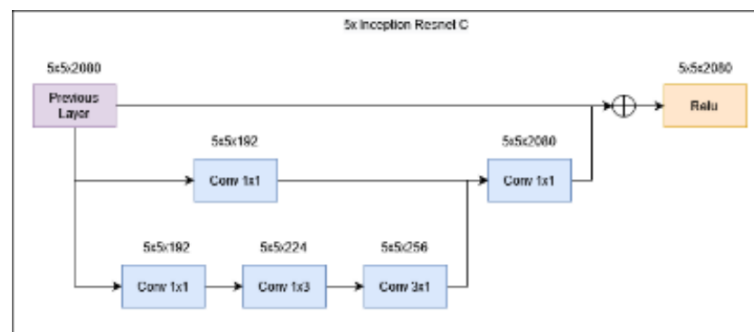 5x Inception Resnet C
5x5x2080
5x5x2080
Previous
Layer
Relu
5x5x192
5x5x2080
Conv 1x1
Conv 1x1
5x5x192
5x5x224
5x5x256
Conv 1x1
Conv 1x3
Conv 3x1